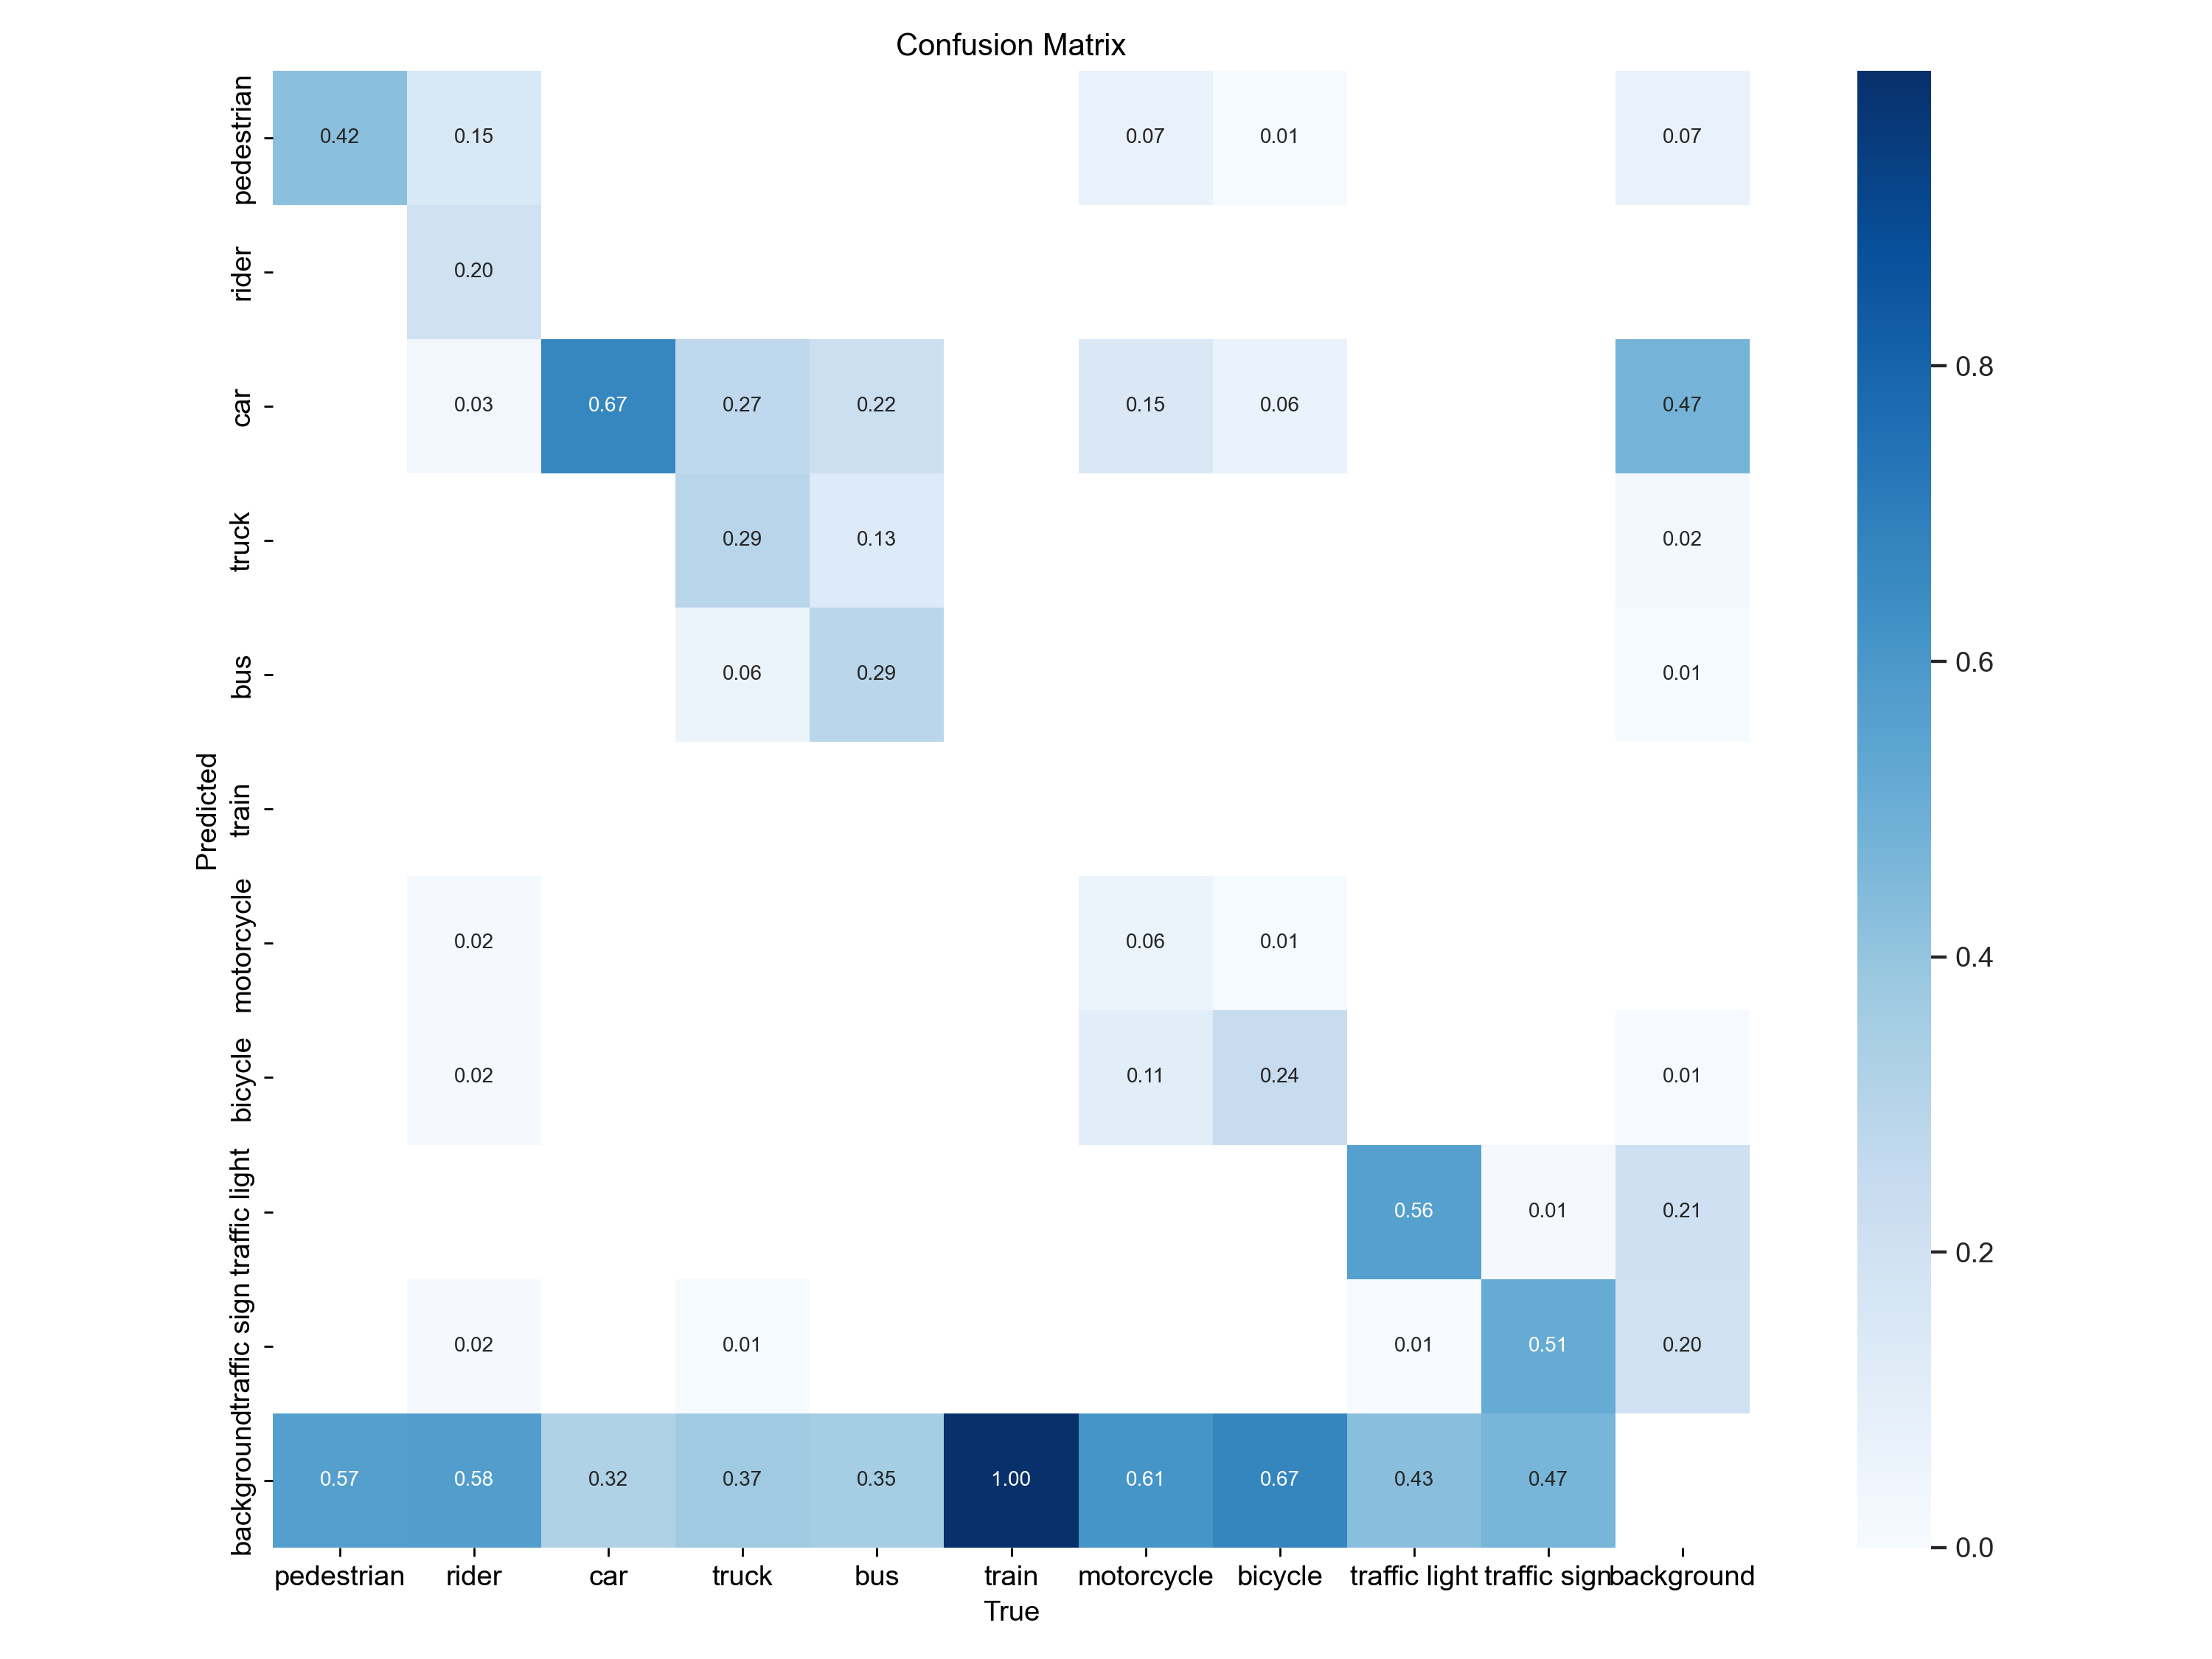 Confusion Matrix
pedestrian 0.42 0.15 0.07 0.01 0.07
rider 0.20
car 0.03 0.67 0.27 0.22 0.15 0.06 0.47
truck 0.29 0.13 0.02
bus 0.06 0.29 0.01
train
motorcycle 0.02 0.06 0.01
bicycle 0.02 0.11 0.24 0.01
traffic light 0.56 0.01 0.21
traffic sign 0.02 0.01 0.01 0.51 0.20
background 0.57 0.58 0.32 0.37 0.35 1.00 0.61 0.67 0.43 0.47
Predicted
pedestrian rider car truck bus train motorcycle bicycle traffic light traffic sign background
True
0.8
0.6
0.4
0.2
0.0